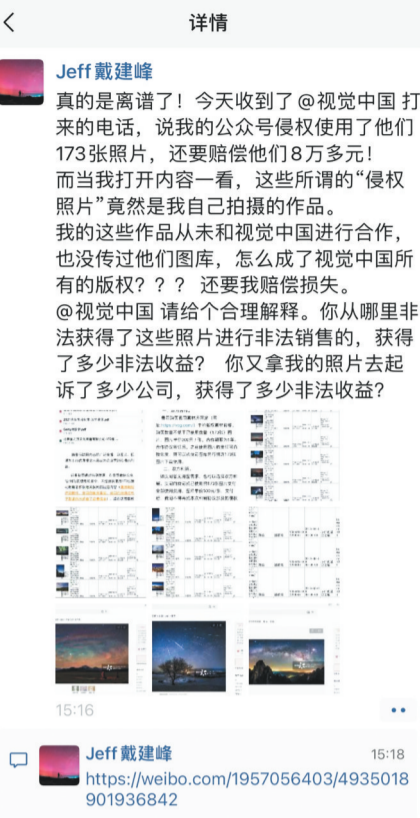 详情
Jeff戴建峰
真的是离谱了！今天收到了@视觉中国 打
来的电话，说我的公众号侵权使用了他们
173张照片，还要赔偿他们8万多元！
而当我打开内容一看，这些所谓的“侵权
照片”竟然是我自己拍摄的作品。
我的这些作品从未和视觉中国进行合作，
也没传过他们图库，怎么成了视觉中国所
有的版权？？？ 还要我赔偿损失。
@视觉中国 请给个合理解释。你从哪里非
法获得了这些照片进行非法销售的，获得
了多少非法收益？ 你又拿我的照片去起
诉了多少公司，获得了多少非法收益？
15:16
Jeff戴建峰
15:18
https://weibo.com/1957056403/4935018
901936842